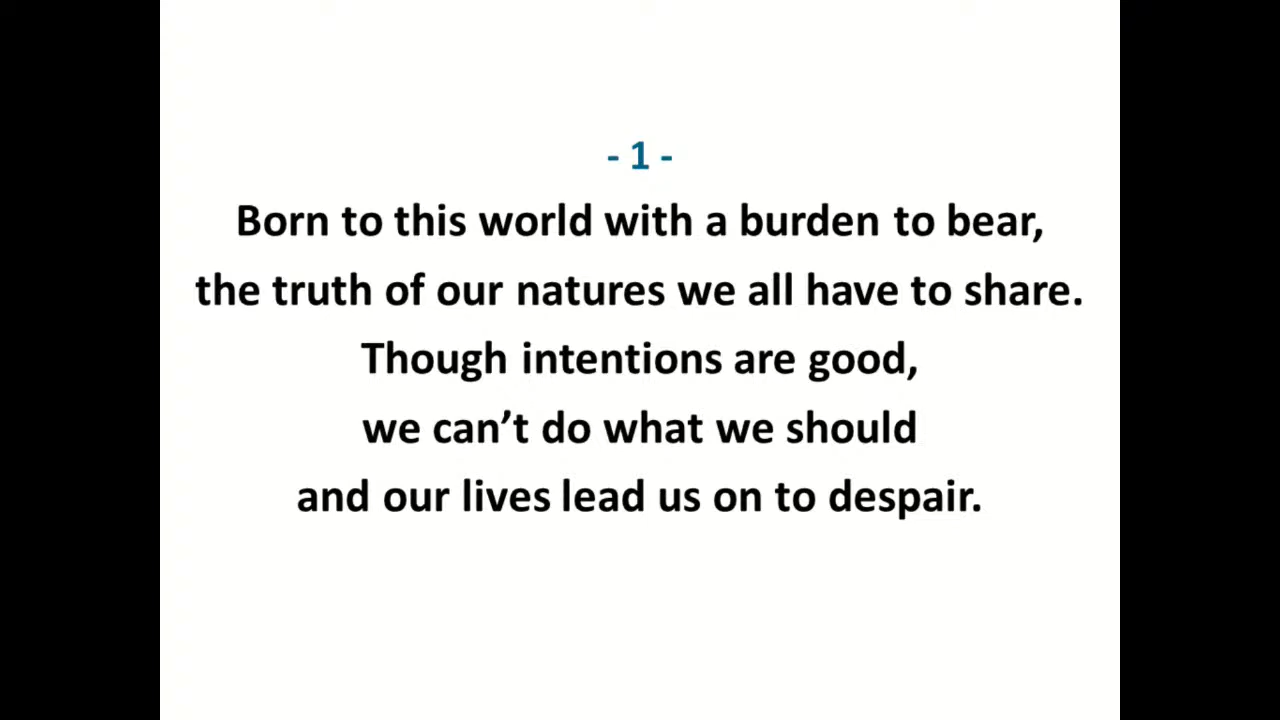 - 1 -
Born to this world with a burden to bear,
the truth of our natures we all have to share.
Though intentions are good,
we can’t do what we should
and our lives lead us on to despair.